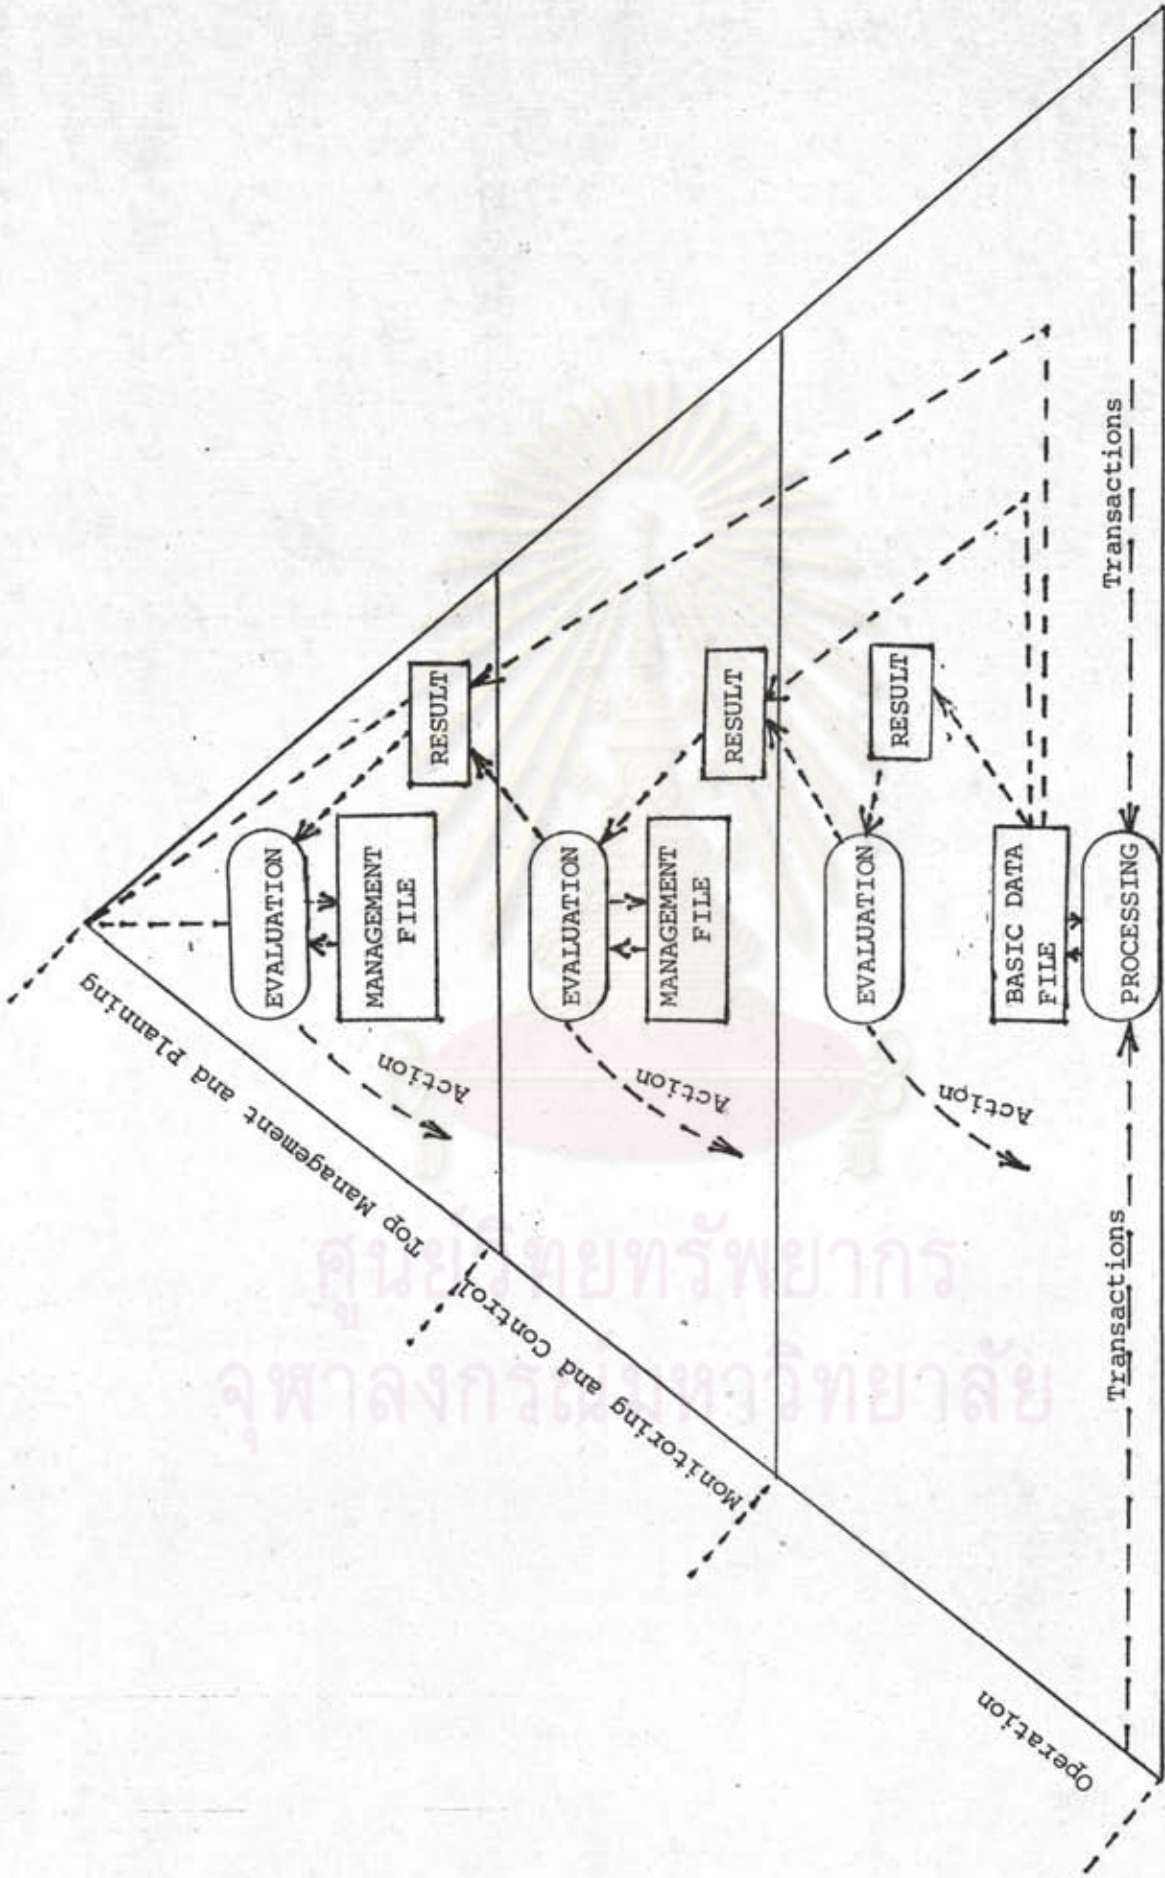 Top Management and Planning
EVALUATION
MANAGEMENT
FILE
RESULT
Action
Monitoring and Control
EVALUATION
MANAGEMENT
FILE
RESULT
Action
Operation
EVALUATION
RESULT
Action
BASIC DATA
FILE
Transactions
PROCESSING
Transactions
ศูนย์วิทยทรัพยากร
จุฬาลงกรณ์มหาวิทยาลัย